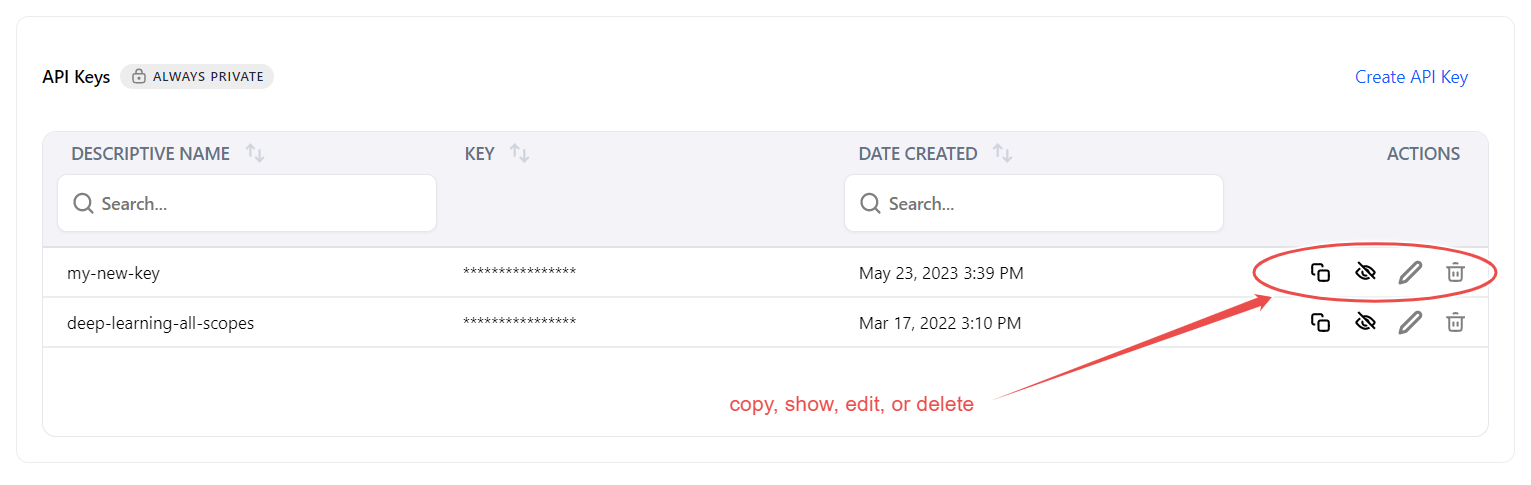 API Keys ALWAYS PRIVATE Create API Key
DESCRIPTIVE NAME KEY DATE CREATED ACTIONS
Search... Search...
my-new-key **************** May 23, 2023 3:39 PM
deep-learning-all-scopes **************** Mar 17, 2022 3:10 PM
copy, show, edit, or delete